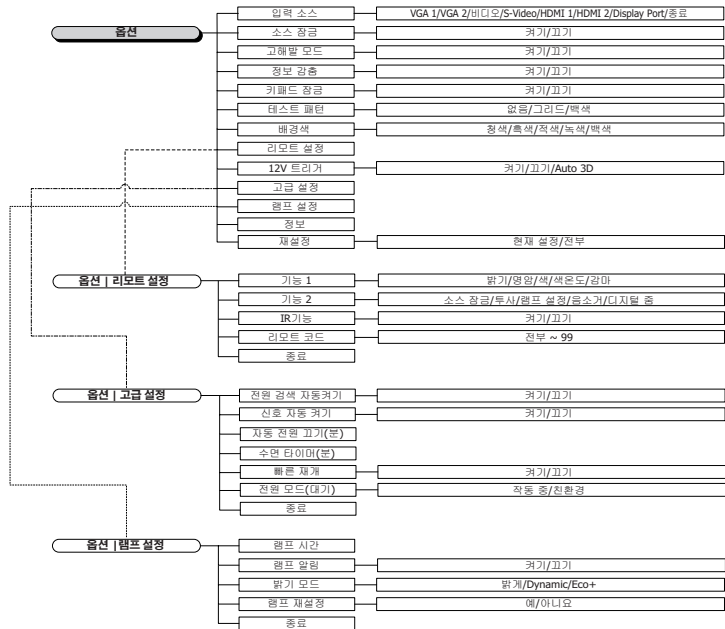 옵션
입력 소스 VGA 1/VGA 2/비디오/S-Video/HDMI 1/HDMI 2/Display Port/종료
소스 잠금 켜기/끄기
고해발 모드 켜기/끄기
정보 감춤 켜기/끄기
키패드 잠금 켜기/끄기
테스트 패턴 없음/그리드/백색
배경색 청색/흑색/적색/녹색/백색
리모트 설정
12V 트리거 켜기/끄기/Auto 3D
고급 설정
램프 설정
정보
재설정 현재 설정/전부
옵션 | 리모트 설정
기능 1 밝기/명암/색/색온도/감마
기능 2 소스 잠금/투사/램프 설정/음소거/디지털 줌
IR기능 켜기/끄기
리모트 코드 전부 ~ 99
종료
옵션 | 고급 설정
전원 검색 자동켜기 켜기/끄기
신호 자동 켜기 켜기/끄기
자동 전원 끄기(분)
수면 타이머(분)
빠른 재개 켜기/끄기
전원 모드(대기) 작동 중/친환경
종료
옵션 |램프 설정
램프 시간
램프 알림 켜기/끄기
밝기 모드 밝게/Dynamic/Eco+
램프 재설정 예/아니요
종료